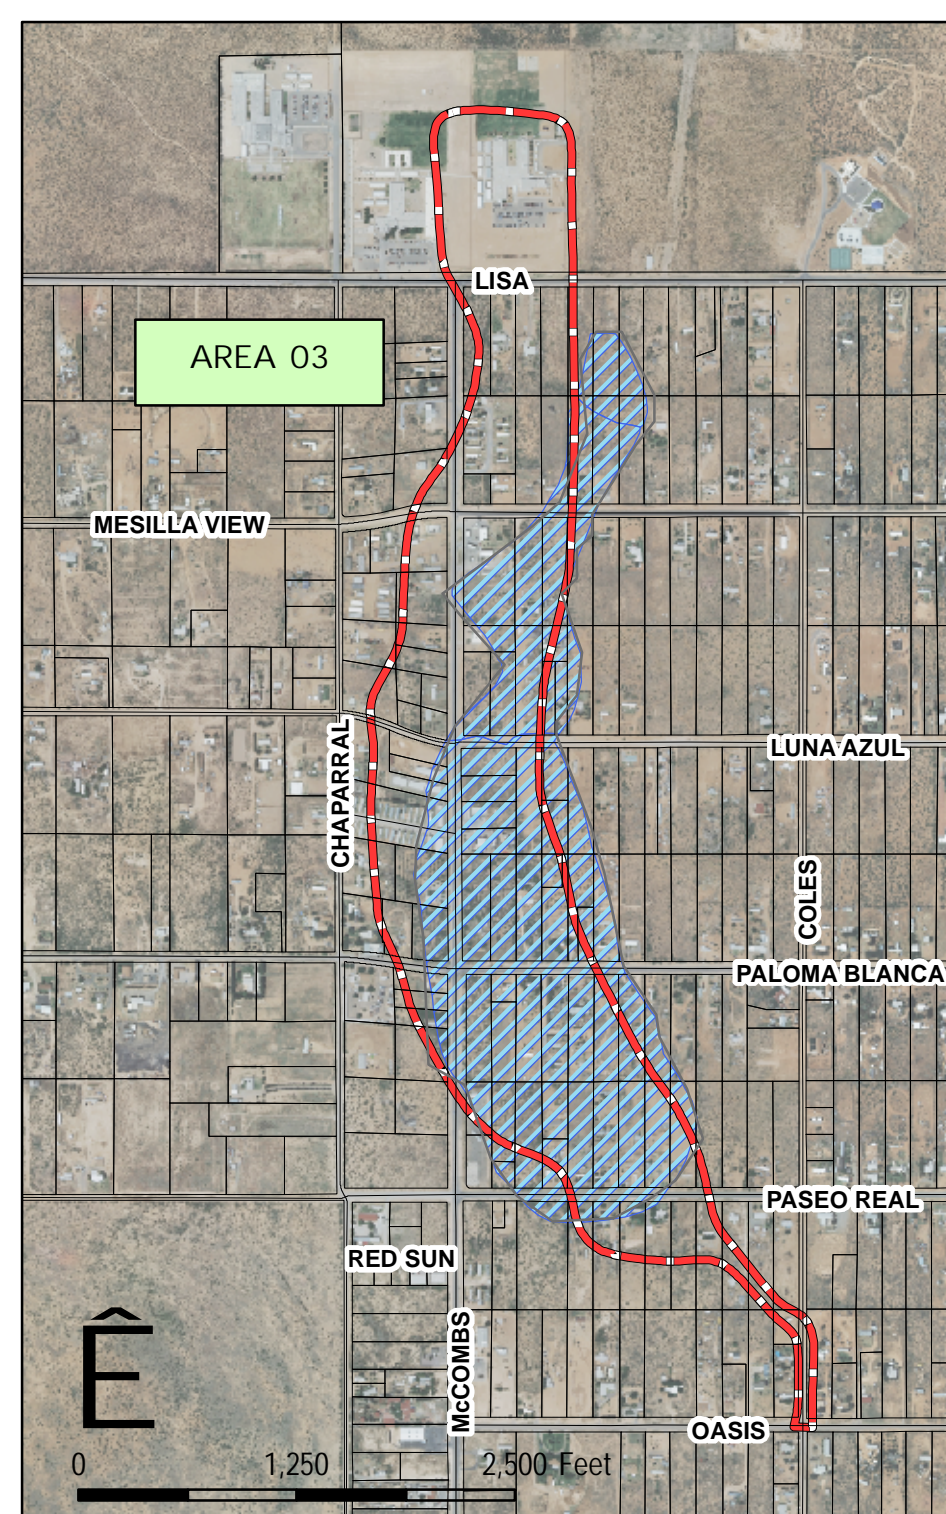 LISA
AREA 03
MESILLA VIEW
CHAPARRAL
LUNA AZUL
COLES
PALOMA BLANCA
PASEO REAL
RED SUN
McCOMBS
Ê
OASIS
0 1,250 2,500 Feet